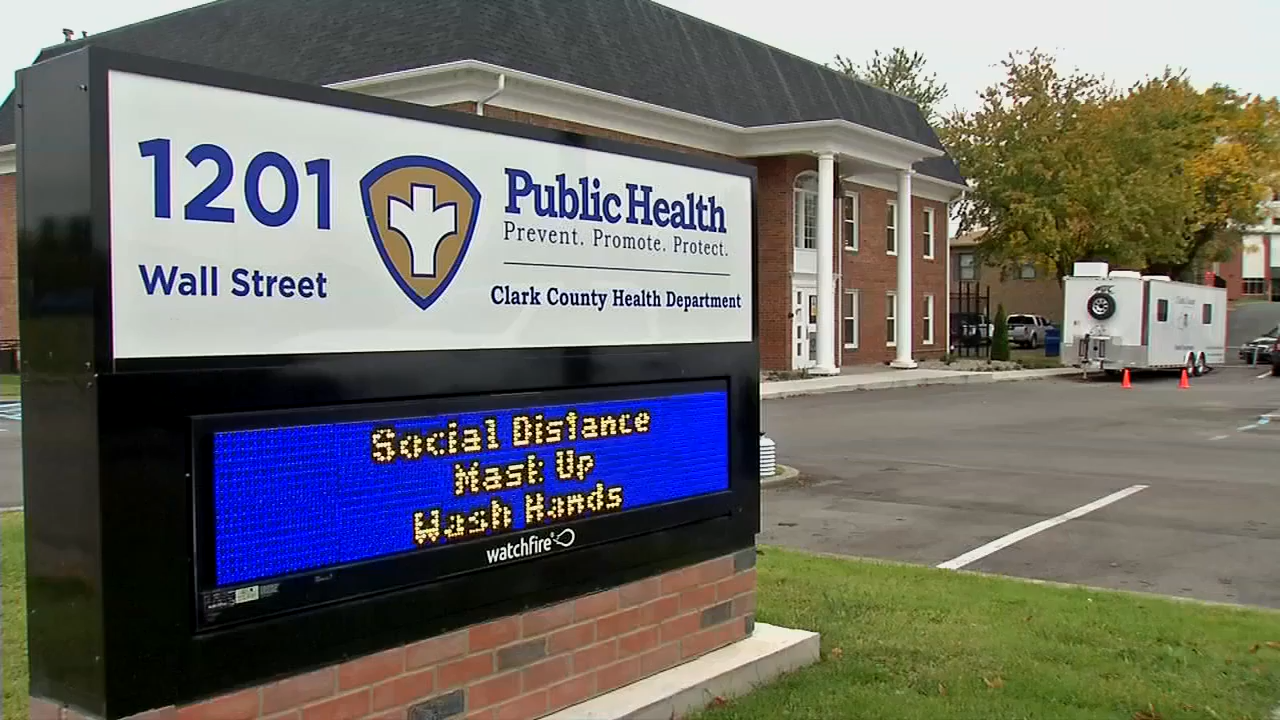 1201
Wall Street
Public Health
Prevent. Promote. Protect.
Clark County Health Department
Social Distance
Mask Up
Wash Hands
watchfire